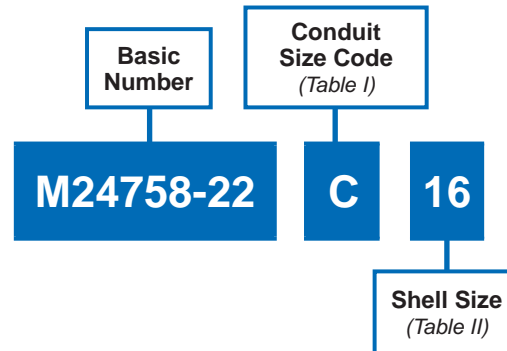 Basic
Number
Conduit
Size Code
(Table I)
M24758-22
C
16
Shell Size
(Table II)